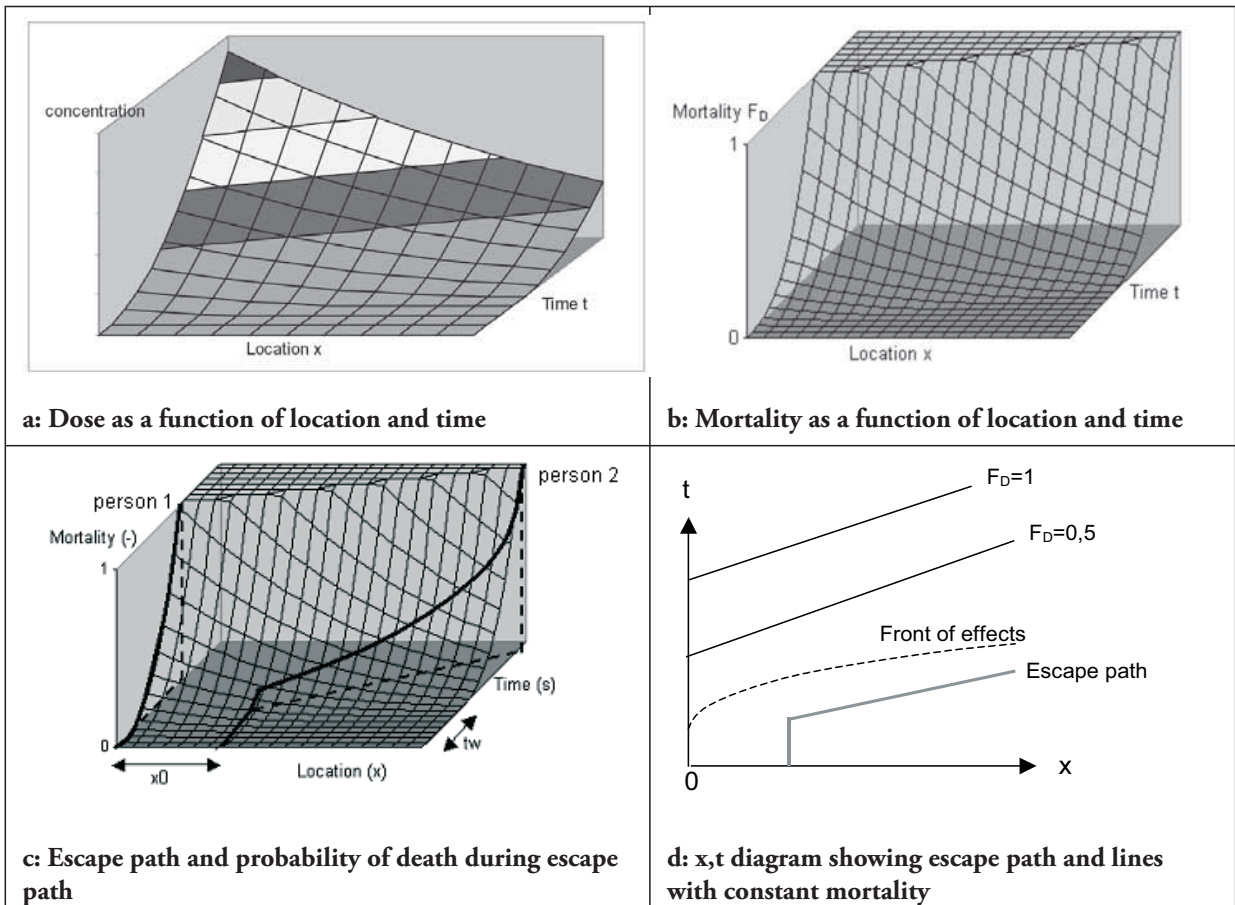 concentration
Time t
Location x
a: Dose as a function of location and time
Mortality FD
1
0
Time t
Location x
b: Mortality as a function of location and time
person 1
person 2
Mortality (-)
1
0
Time (s)
tw
x0
Location (x)
c: Escape path and probability of death during escape
path
t
FD=1
FD=0,5
Front of effects
Escape path
0
x
d: x,t diagram showing escape path and lines
with constant mortality